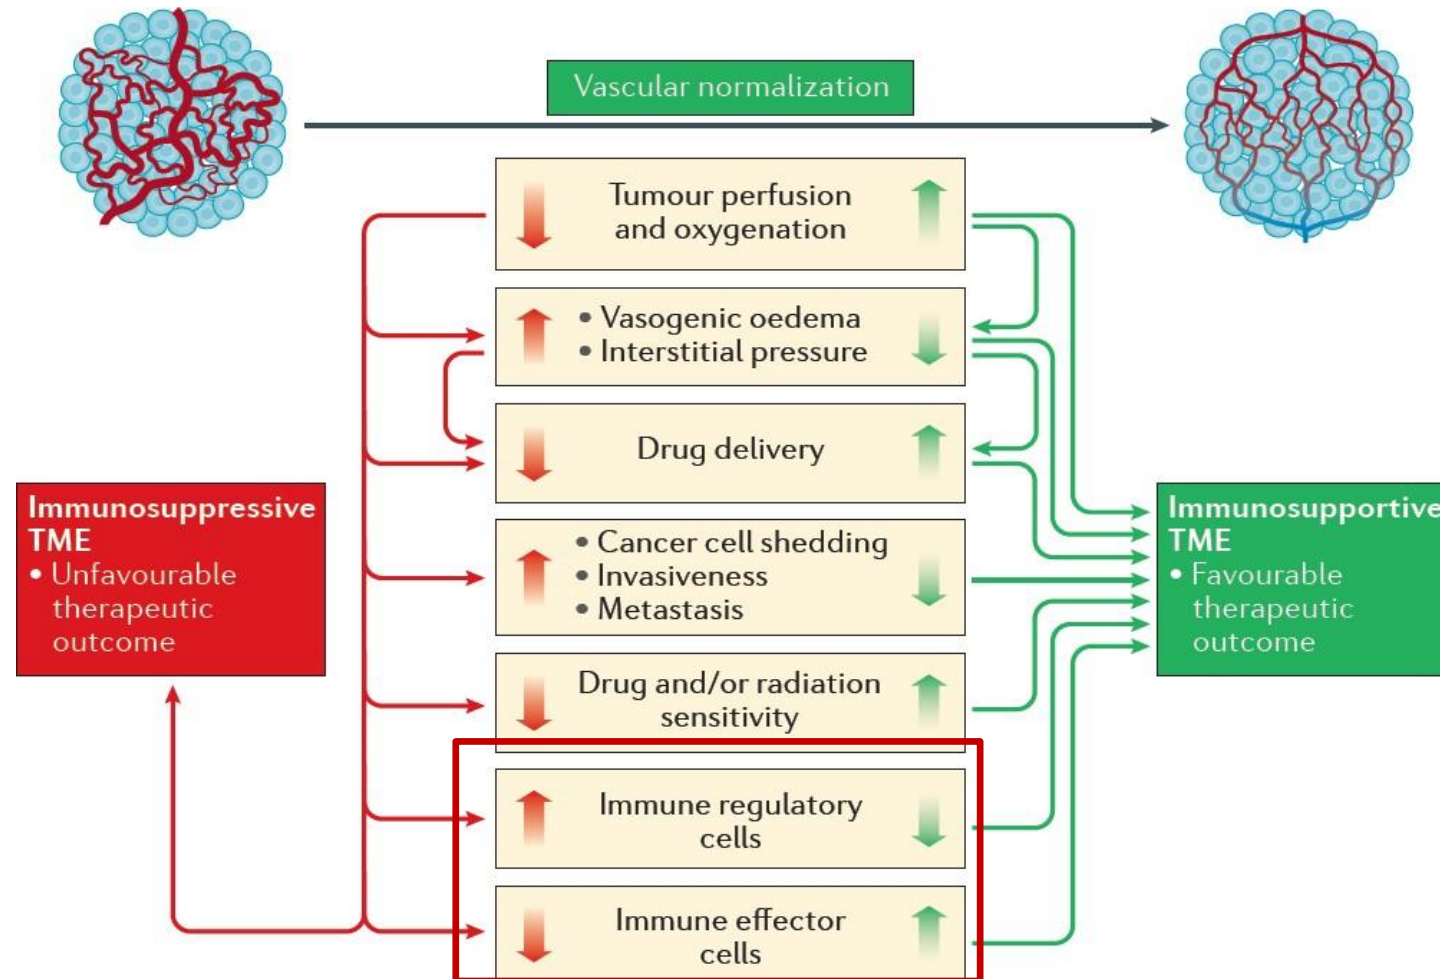 Vascular normalization
Tumour perfusion
and oxygenation
• Vasogenic oedema
• Interstitial pressure
Drug delivery
Immunosuppressive
TME
• Unfavourable
therapeutic
outcome
• Cancer cell shedding
• Invasiveness
• Metastasis
Immunosupportive
TME
• Favourable
therapeutic
outcome
Drug and/or radiation
sensitivity
Immune regulatory
cells
Immune effector
cells